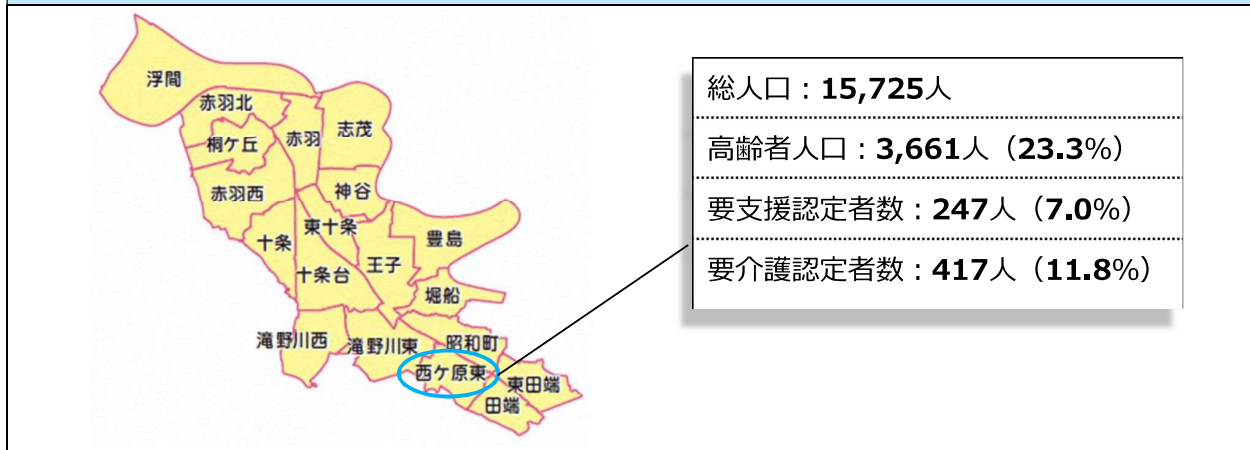 浮間
赤羽北
桐ケ丘
赤羽
志茂
赤羽西
神谷
十条
東十条
豊島
王子
十条台
堀船
滝野川西
滝野川東
昭和町
西ケ原東
東田端
田端
総人口：15,725人
高齢者人口：3,661人（23.3%）
要支援認定者数：247人（7.0%）
要介護認定者数：417人（11.8%）